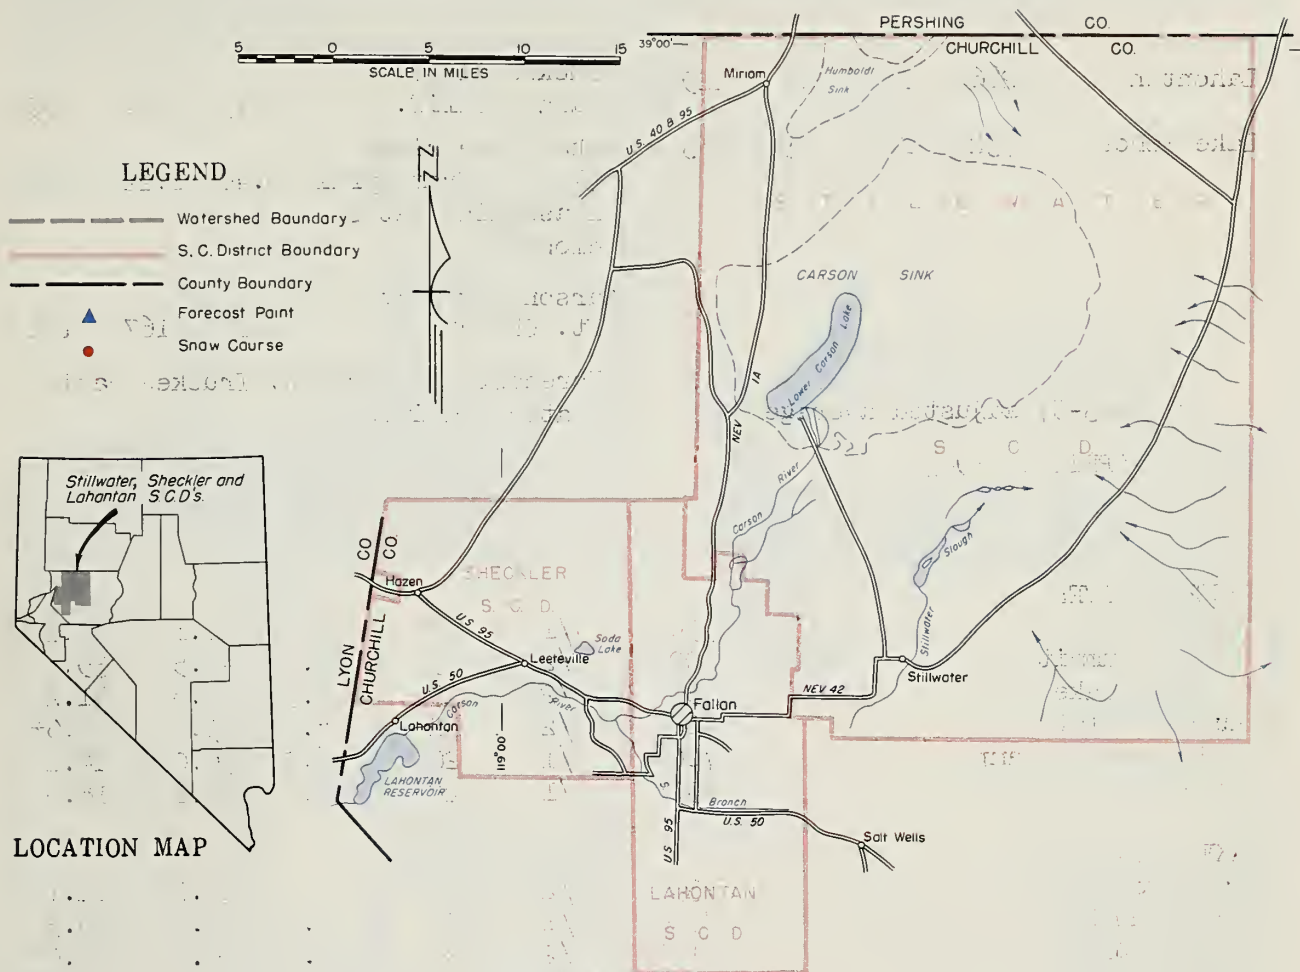 PERSHING CO.
39°00'
CHURCHILL CO.
5 0 5 10 15
SCALE IN MILES
Miriam
Humboldt
Sink
U.S. 40 & 95
LEGEND
Watershed Boundary
S. C. District Boundary
County Boundary
Forecast Point
Snow Course
N
CARSON SINK
Lower Carson Lake
NEV 1A
S C D
Carson River
Stillwater, Sheckler and
Lahontan S.C.D's.
LYON CO
CHURCHILL CO.
Hazen
SHECKLER
S. C. D.
US 95
Soda
Lake
Leeteville
U.S. 50
Carson River
Lahontan
119°00'
LAHONTAN
RESERVOIR
Stillwater Slough
Stillwater
NEV 42
Fallon
S. Branch
U.S. 50
US 95
Salt Wells
LOCATION MAP
LAHONTAN
S C D